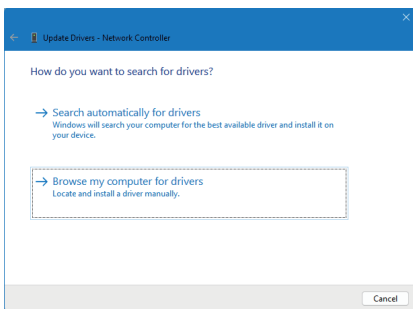 Update Drivers - Network Controller
How do you want to search for drivers?
Search automatically for drivers
Windows will search your computer for the best available driver and install it on
your device.
Browse my computer for drivers
Locate and install a driver manually.
Cancel